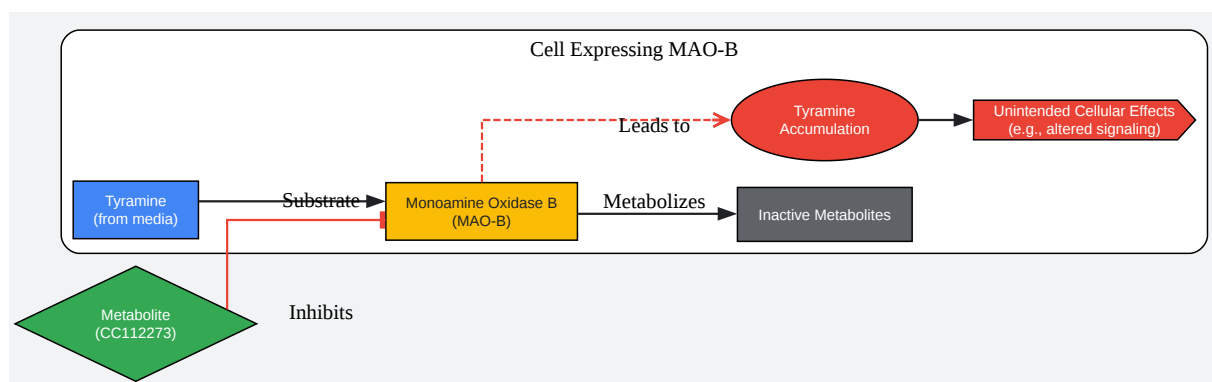 Cell Expressing MAO-B
Tyramine
Accumulation
Unintended Cellular Effects
(e.g., altered signaling)
Leads to
Tyramine
(from media)
Substrate
Monoamine Oxidase B
(MAO-B)
Metabolizes
Inactive Metabolites
Metabolite
(CC112273)
Inhibits